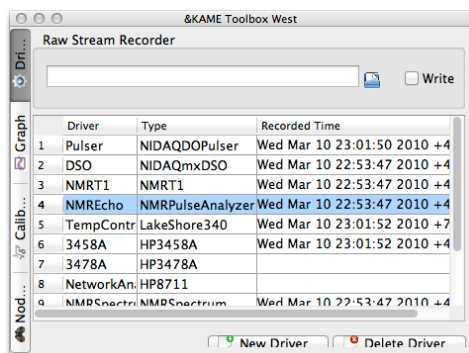 &KAME Toolbox West
Dri...
Graph
Calib...
Nod...
Raw Stream Recorder
Write
Driver Type Recorded Time
1 Pulser NIDAQDOPulser Wed Mar 10 23:01:50 2010 +4
2 DSO NIDAQmxDSO Wed Mar 10 22:53:47 2010 +4
3 NMRT1 NMRT1 Wed Mar 10 22:53:47 2010 +4
4 NMREcho NMRPulseAnalyzer Wed Mar 10 22:53:47 2010 +4
5 TempContr LakeShore340 Wed Mar 10 23:01:52 2010 +7
6 3458A HP3458A Wed Mar 10 23:01:52 2010 +4
7 3478A HP3478A
8 NetworkAn: HP8711
9 NMRSpectri NMRSpectrum Wed Mar 10 22:53:47 2010 +4
New Driver Delete Driver